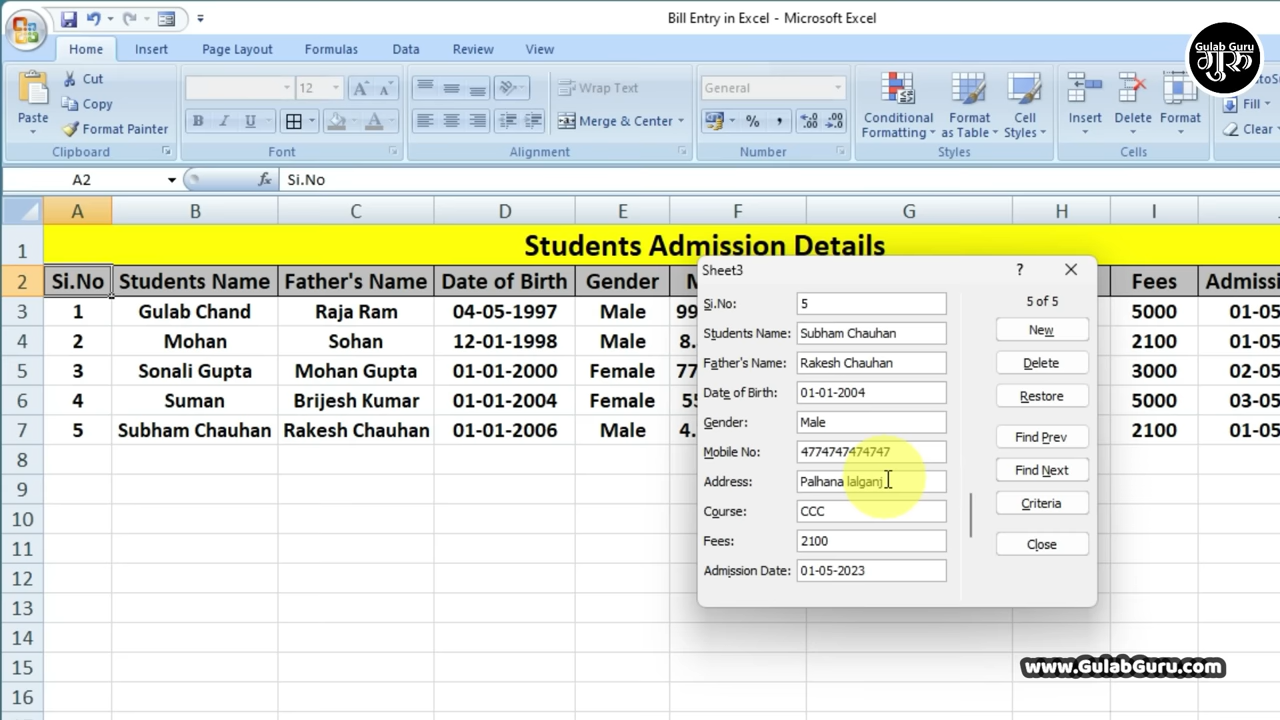 Bill Entry in Excel - Microsoft Excel
Gulab Guru
गुरु
Home Insert Page Layout Formulas Data Review View
Paste Cut Copy Format Painter
12
Wrap Text
Merge & Center
General
Conditional Formatting Format as Table Cell Styles
Insert Delete Format
Fill
Clear
Clipboard Font Alignment Number Styles Cells
A2 fx Si.No
A B C D E F G H I
1 Students Admission Details
2 Si.No Students Name Father's Name Date of Birth Gender Fees
3 1 Gulab Chand Raja Ram 04-05-1997 Male 5000
4 2 Mohan Sohan 12-01-1998 Male 2100
5 3 Sonali Gupta Mohan Gupta 01-01-2000 Female 3000
6 4 Suman Brijesh Kumar 01-01-2004 Female 5000
7 5 Subham Chauhan Rakesh Chauhan 01-01-2006 Male 2100
8
9
10
11
12
13
14
15
16
Sheet3 ?
Si.No: 5 5 of 5
Students Name: Subham Chauhan New
Father's Name: Rakesh Chauhan Delete
Date of Birth: 01-01-2004 Restore
Gender: Male
Mobile No: 4774747474747 Find Prev
Address: Palhana lalganj Find Next
Course: CCC Criteria
Fees: 2100 Close
Admission Date: 01-05-2023
www.GulabGuru.com